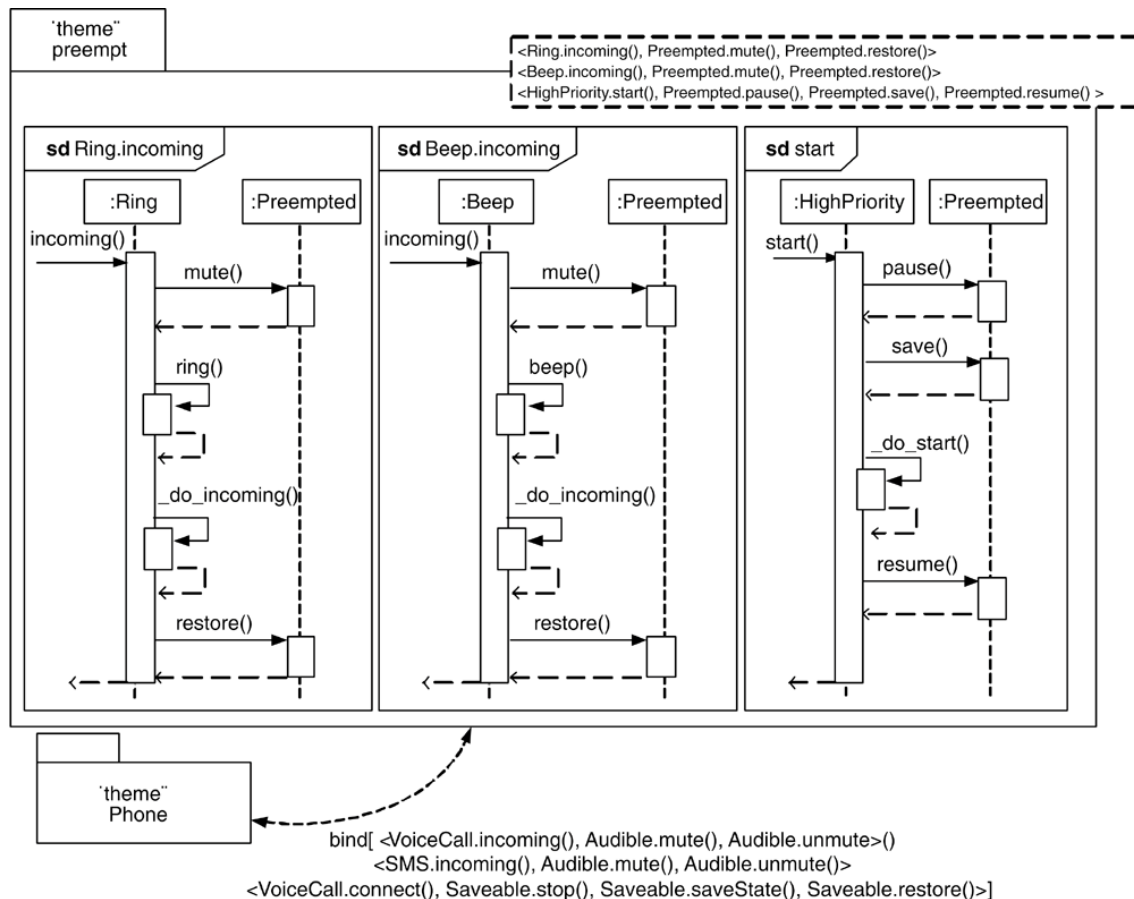 "theme"
preempt
<Ring.incoming(), Preempted.mute(), Preempted.restore()>
<Beep.incoming(), Preempted.mute(), Preempted.restore()>
<HighPriority.start(), Preempted.pause(), Preempted.save(), Preempted.resume() >
sd Ring.incoming
:Ring
:Preempted
incoming()
mute()
ring()
_do_incoming()
restore()
sd Beep.incoming
:Beep
:Preempted
incoming()
mute()
beep()
_do_incoming()
restore()
sd start
:HighPriority
:Preempted
start()
pause()
save()
_do_start()
resume()
"theme"
Phone
bind[ <VoiceCall.incoming(), Audible.mute(), Audible.unmute>()
<SMS.incoming(), Audible.mute(), Audible.unmute()>
<VoiceCall.connect(), Saveable.stop(), Saveable.saveState(), Saveable.restore()>]